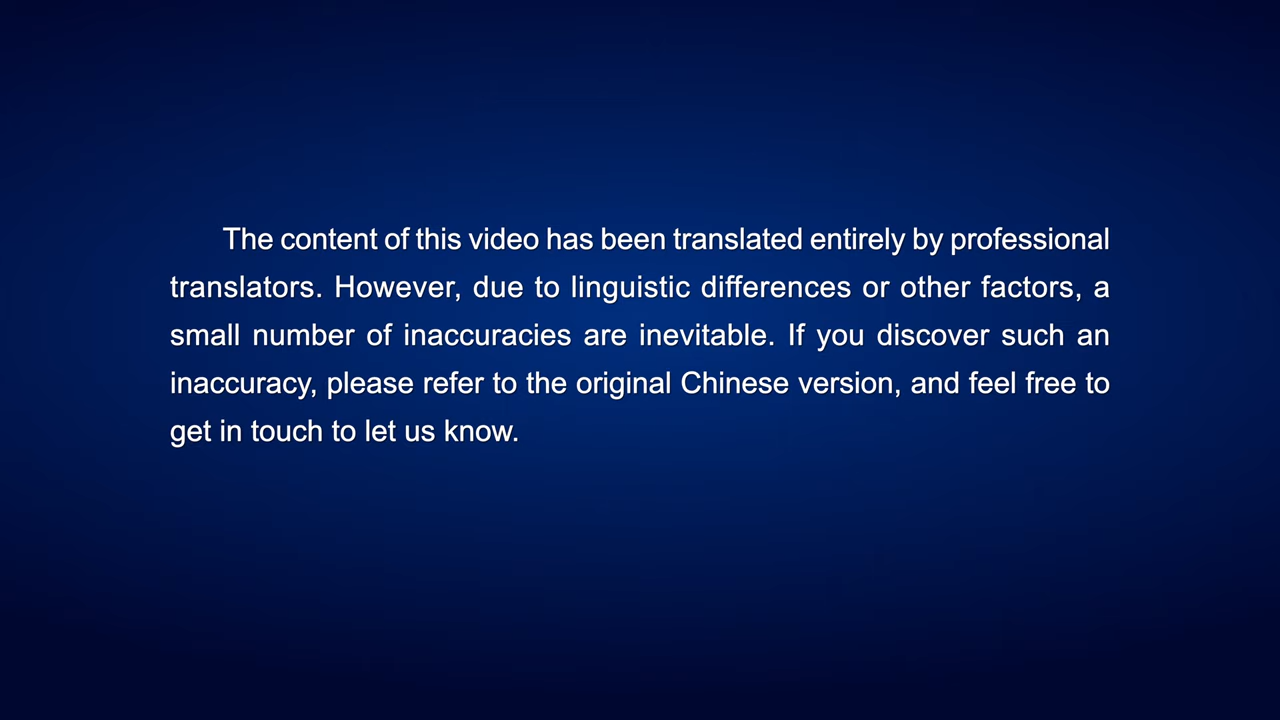 The content of this video has been translated entirely by professional
translators. However, due to linguistic differences or other factors, a
small number of inaccuracies are inevitable. If you discover such an
inaccuracy, please refer to the original Chinese version, and feel free to
get in touch to let us know.